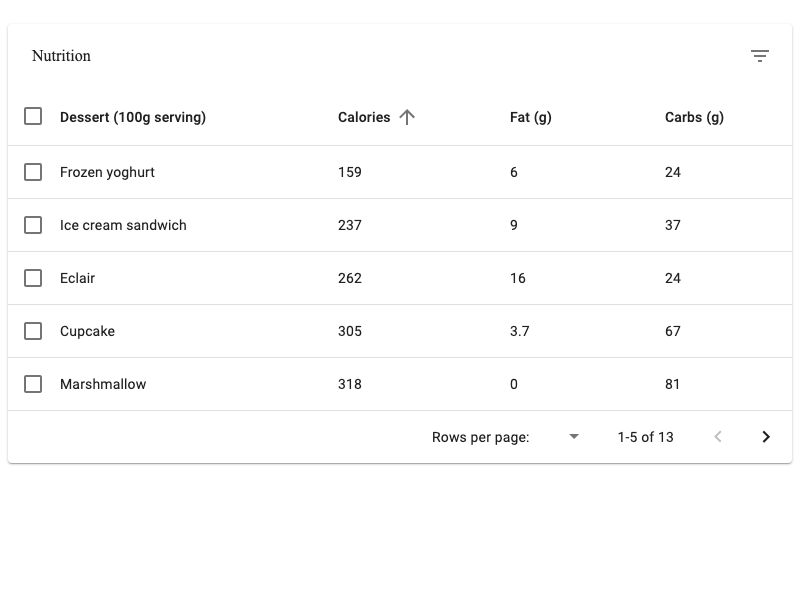 Nutrition
Dessert (100g serving) Calories Fat (g) Carbs (g)
Frozen yoghurt 159 6 24
Ice cream sandwich 237 9 37
Eclair 262 16 24
Cupcake 305 3.7 67
Marshmallow 318 0 81
Rows per page: 1-5 of 13